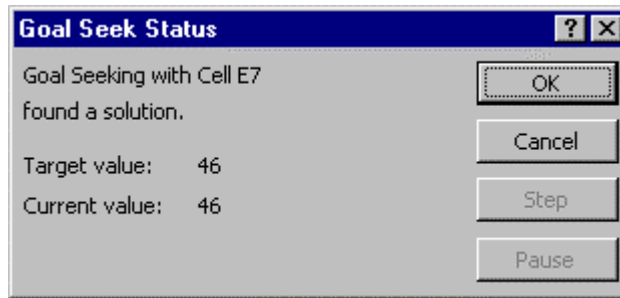 Goal Seek Status
Goal Seeking with Cell E7
found a solution.
Target value: 46
Current value: 46
OK
Cancel
Step
Pause